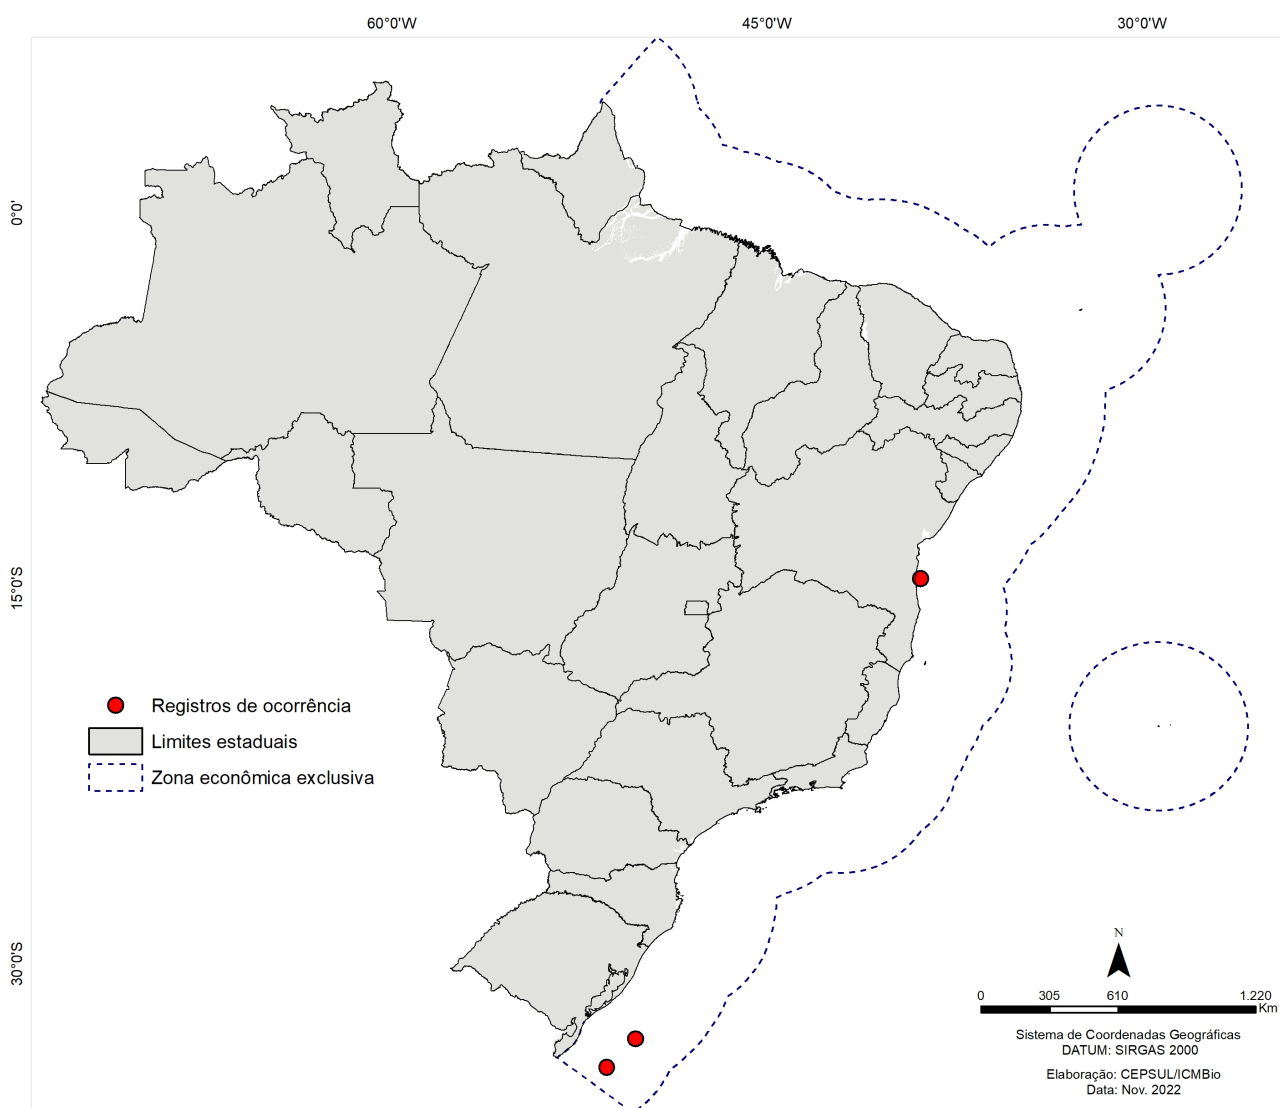 60°0'W
45°0'W
30°0'W
0°0'
15°0'S
30°0'S
Registros de ocorrência
Limites estaduais
Zona econômica exclusiva
N
0 305 610 1.220
Km
Sistema de Coordenadas Geográficas
DATUM: SIRGAS 2000
Elaboração: CEPSUL/ICMBio
Data: Nov. 2022